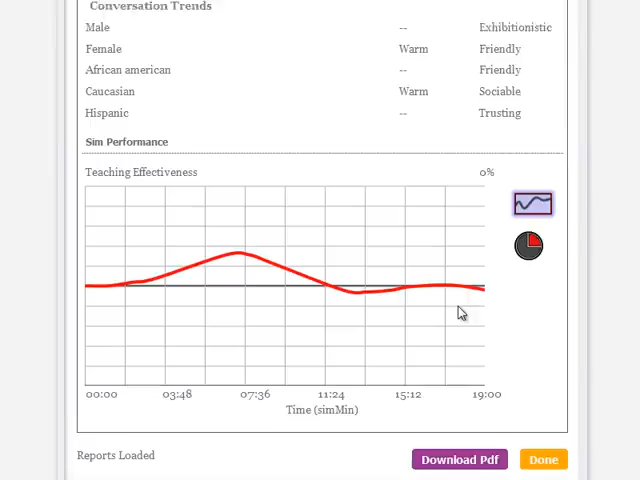 Conversation Trends
Male -- Exhibitionistic
Female Warm Friendly
African american -- Friendly
Caucasian Warm Sociable
Hispanic -- Trusting
Sim Performance
Teaching Effectiveness 0%
00:00 03:48 07:36 11:24 15:12 19:00
Time (simMin)
Reports Loaded Download Pdf Done